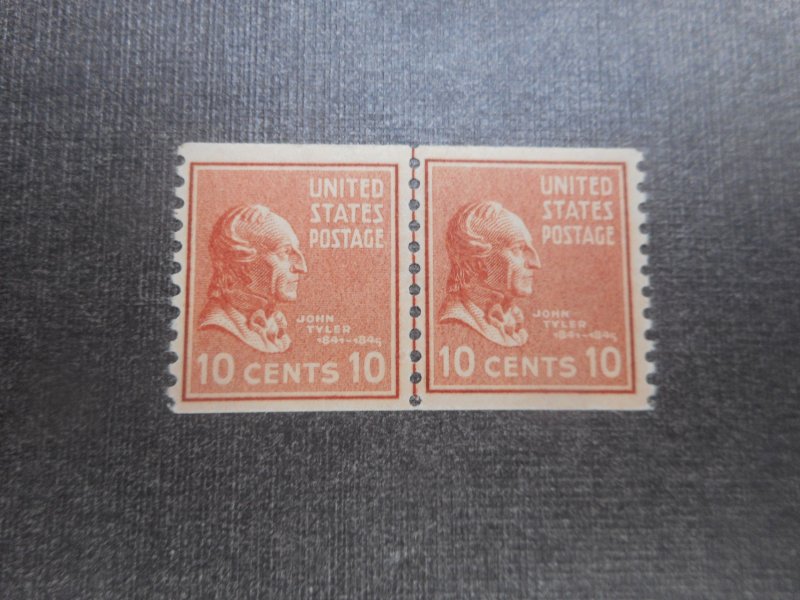 UNITED
STATES
POSTAGE
JOHN
TYLER
1841-1845
10 CENTS 10
UNITED
STATES
POSTAGE
JOHN
TYLER
1841-1845
10 CENTS 10